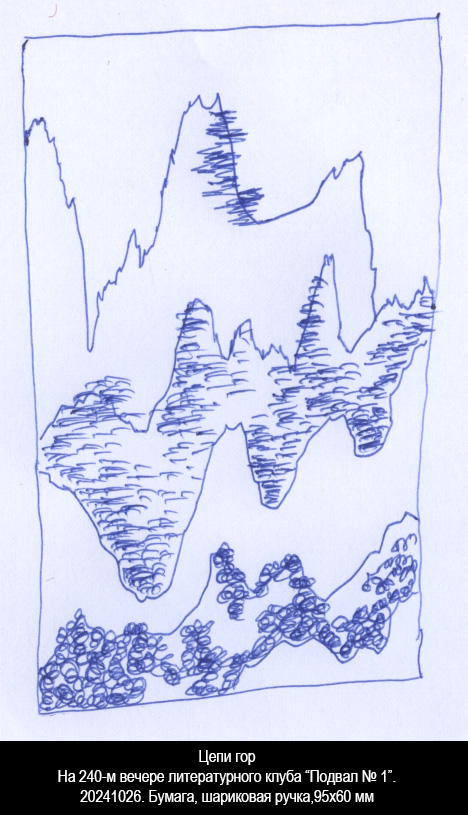 Цепи гор
На 240-м вечере литературного клуба “Подвал № 1”.
20241026. Бумага, шариковая ручка,95x60 мм